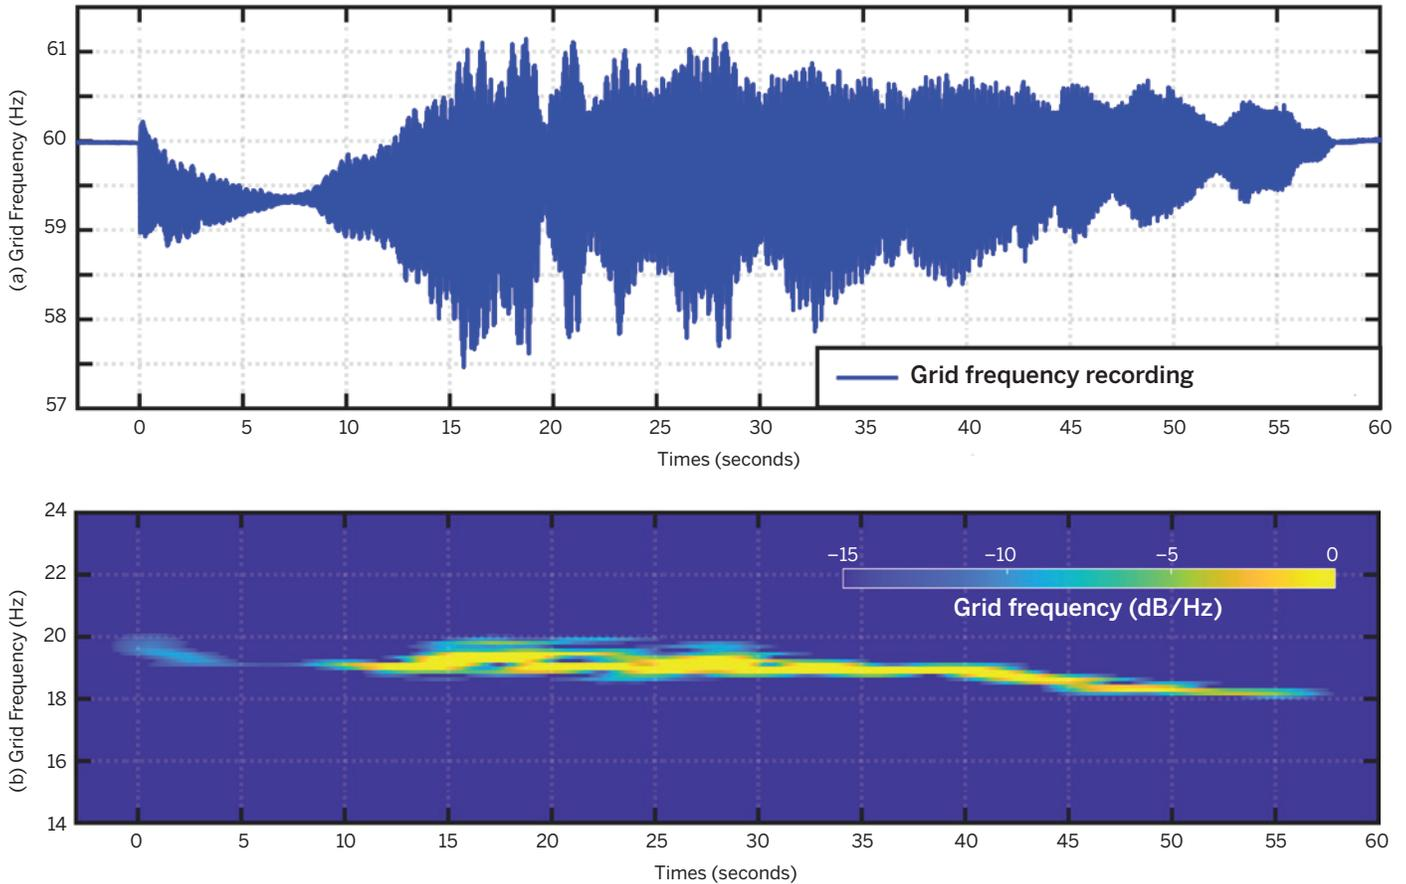 61
60
59
58
57
(a) Grid Frequency (Hz)
Grid frequency recording
0 5 10 15 20 25 30 35 40 45 50 55 60
Times (seconds)
24
22
20
18
16
14
(b) Grid Frequency (Hz)
−15 −10 −5 0
Grid frequency (dB/Hz)
0 5 10 15 20 25 30 35 40 45 50 55 60
Times (seconds)